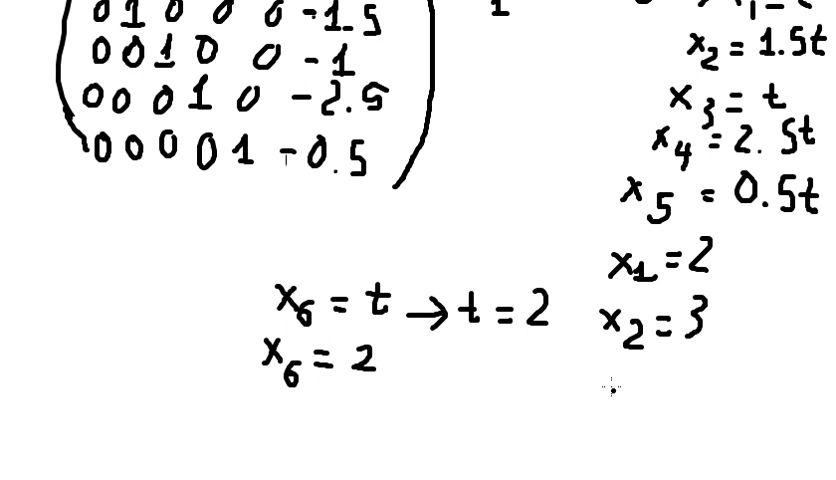 0 1 0 0 0 -1.5
0 0 1 0 0 -1
0 0 0 1 0 -2.5
0 0 0 0 1 -0.5
1
x2 = 1.5t
x3 = t
x4 = 2.5t
x5 = 0.5t
x1 = 2
x2 = 3
x6 = t → t = 2
x6 = 2